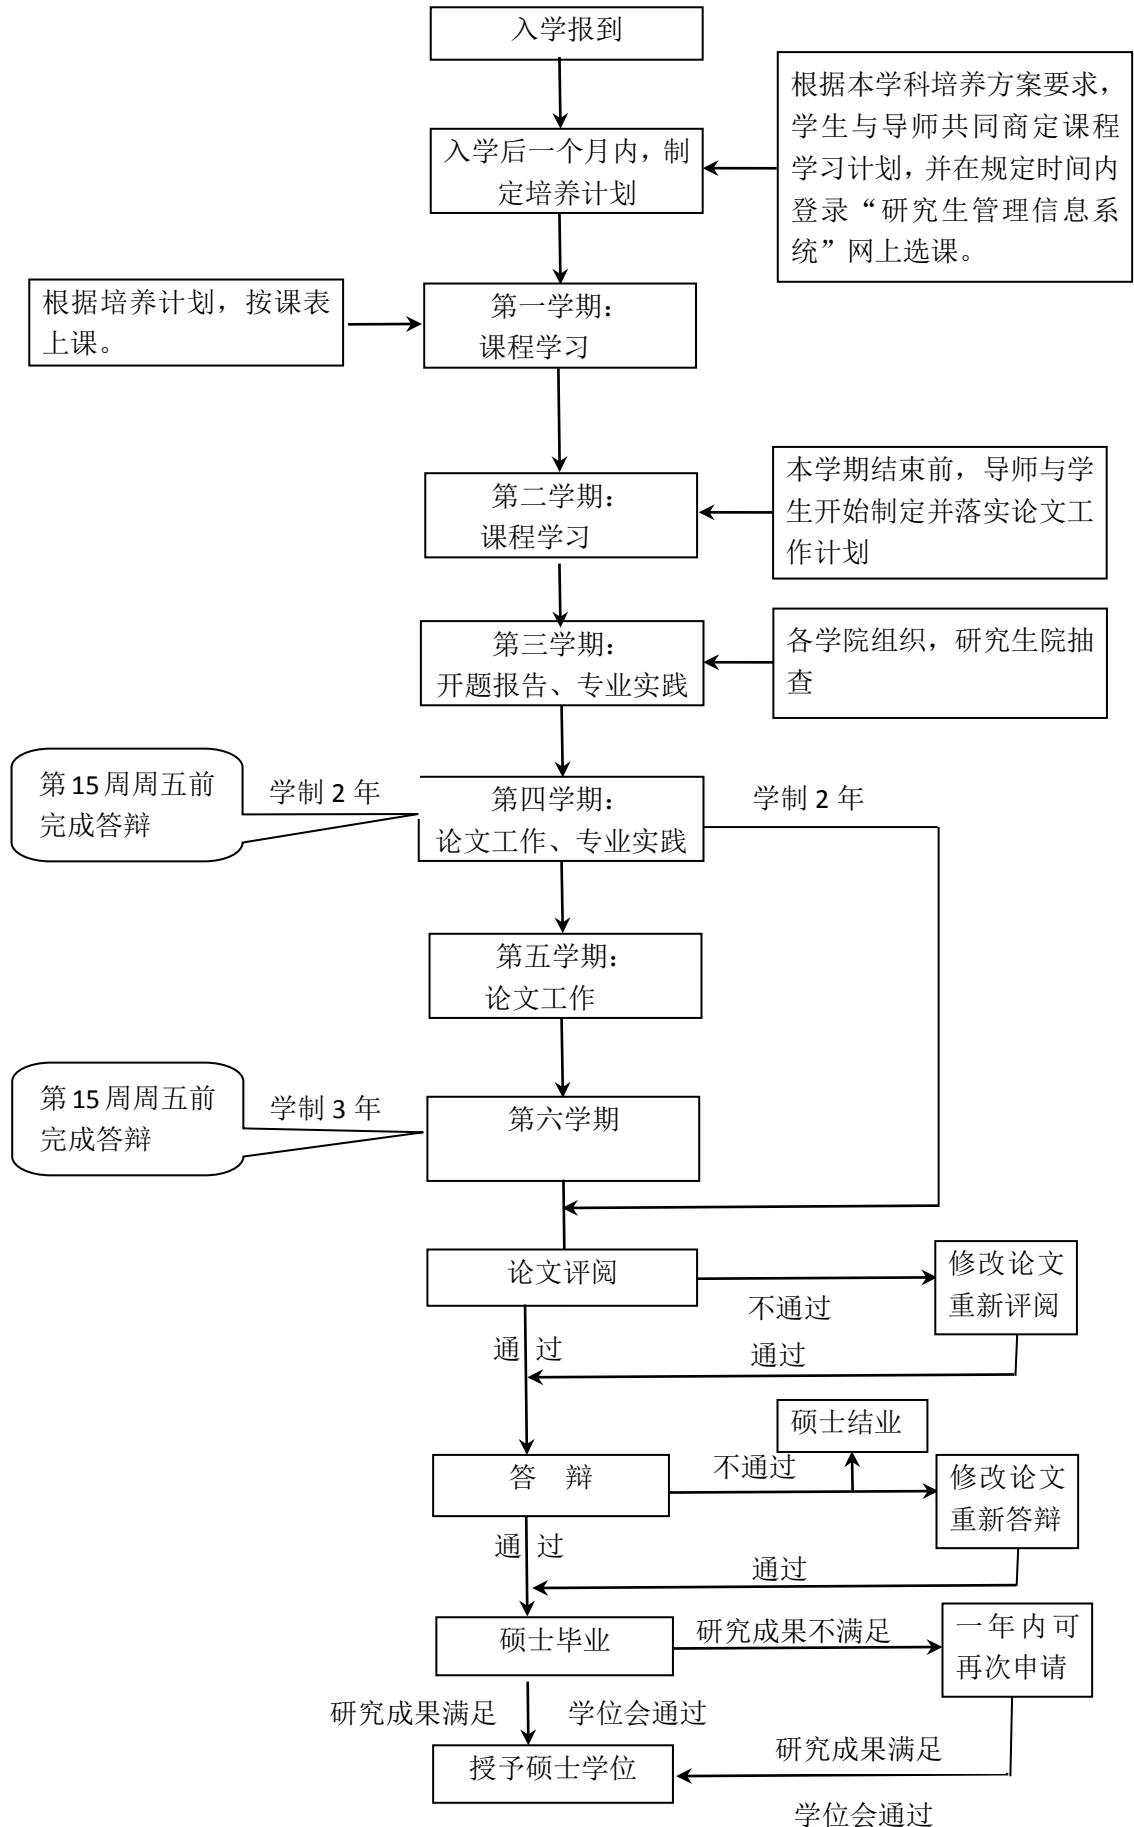 入学报到
入学后一个月内，制
定培养计划
根据本学科培养方案要求，
学生与导师共同商定课程
学习计划，并在规定时间内
登录“研究生管理信息系
统”网上选课。
根据培养计划，按课表
上课。
第一学期：
课程学习
第二学期：
课程学习
本学期结束前，导师与学
生开始制定并落实论文工
作计划
第三学期：
开题报告、专业实践
各学院组织，研究生院抽
查
第 15 周周五前
完成答辩
学制 2 年
第四学期：
论文工作、专业实践
学制 2 年
第五学期：
论文工作
第 15 周周五前
完成答辩
学制 3 年
第六学期
论文评阅
不通过
修改论文
重新评阅
通 过
通过
硕士结业
答 辩
不通过
修改论文
重新答辩
通 过
通过
硕士毕业
研究成果不满足
一年内可
再次申请
研究成果满足
学位会通过
授予硕士学位
研究成果满足
学位会通过